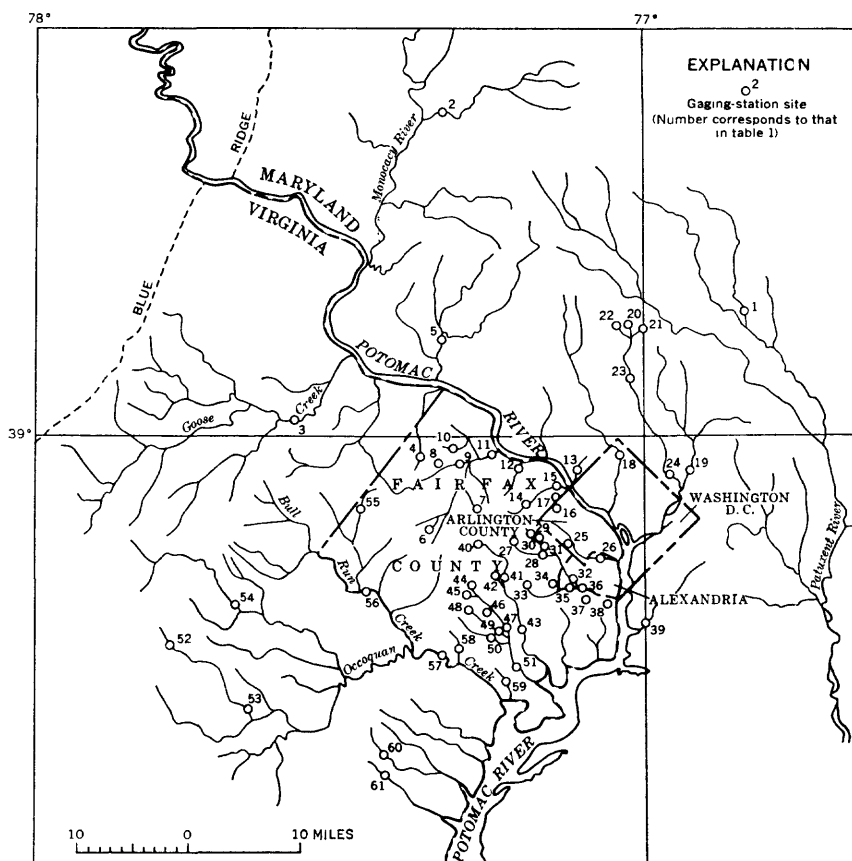 78°
77°
EXPLANATION
2
Gaging-station site
(Number corresponds to that
in table 1)
2
Monocacy River
RIDGE
MARYLAND
VIRGINIA
BLUE
1
22
20
21
5
23
POTOMAC
RIVER
Goose
Creek
3
39°
10
11
4
8
9
12
13
18
24
19
FAIRFAX
15
WASHINGTON
D.C.
17
14
16
7
55
Bull
ARLINGTON
COUNTY
29
6
40
27
30
31
25
26
28
Patuxent River
COUNTY
Run
42
41
34
32
44
33
35
36
ALEXANDRIA
54
56
45
37
38
48
46
Creek
47
49
43
39
52
50
58
Occoquan
57
Creek
51
59
53
60
61
POTOMAC RIVER
10
0
10 MILES